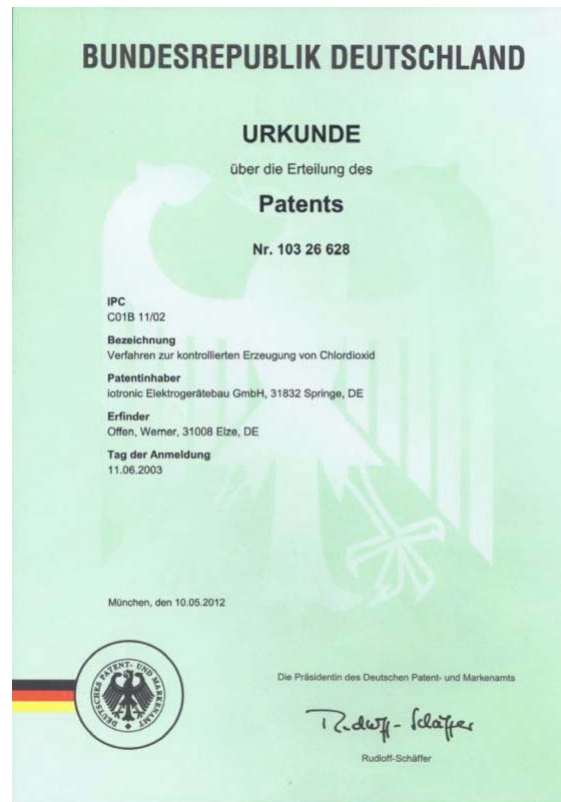 BUNDESREPUBLIK DEUTSCHLAND
URKUNDE
über die Erteilung des
Patents
Nr. 103 26 628
IPC
C01B 11/02
Bezeichnung
Verfahren zur kontrollierten Erzeugung von Chlordioxid
Patentinhaber
iotronic Elektrogerätebau GmbH, 31832 Springe, DE
Erfinder
Offen, Werner, 31008 Elze, DE
Tag der Anmeldung
11.06.2003
München, den 10.05.2012
DEUTSCHES PATENT- UND MARKENAMT
Die Präsidentin des Deutschen Patent- und Markenamts
Rudloff-Schäffer
Rudloff-Schäffer